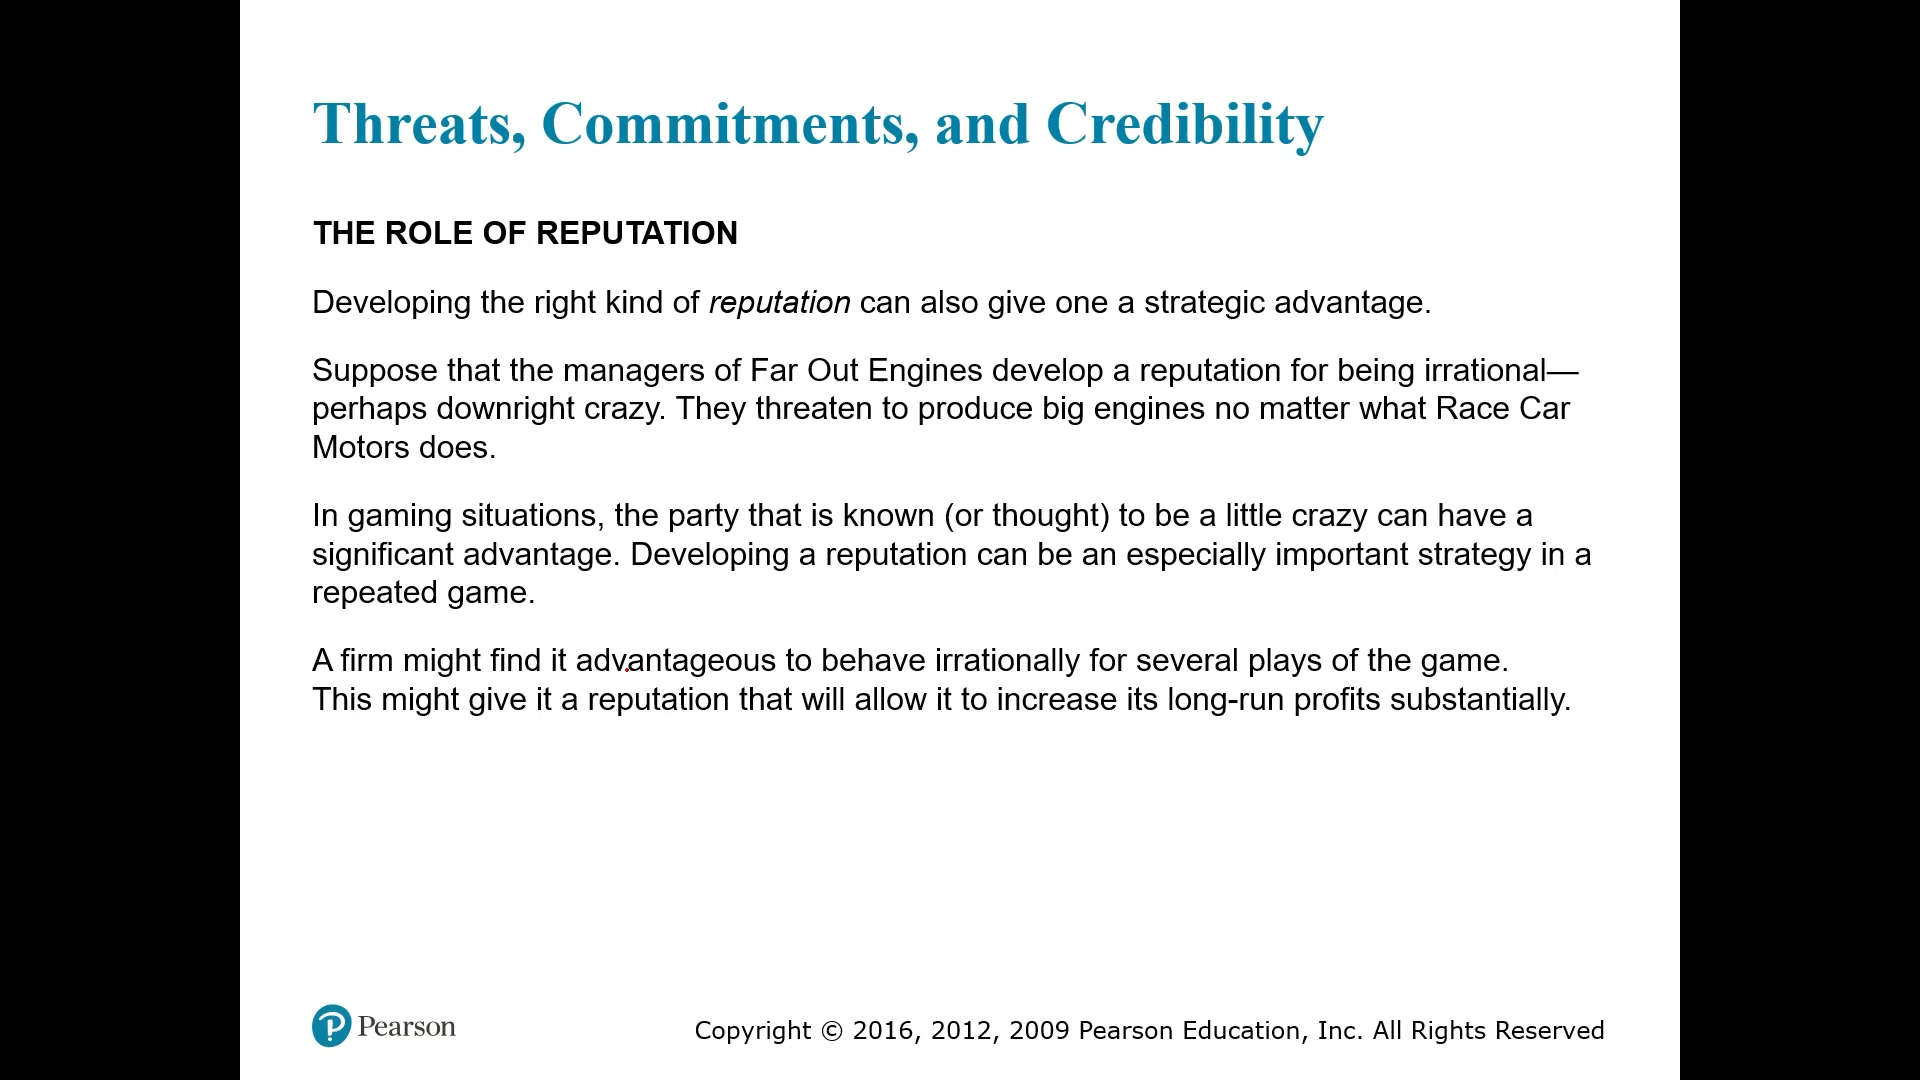 Threats, Commitments, and Credibility
THE ROLE OF REPUTATION
Developing the right kind of reputation can also give one a strategic advantage.
Suppose that the managers of Far Out Engines develop a reputation for being irrational—
perhaps downright crazy. They threaten to produce big engines no matter what Race Car
Motors does.
In gaming situations, the party that is known (or thought) to be a little crazy can have a
significant advantage. Developing a reputation can be an especially important strategy in a
repeated game.
A firm might find it advantageous to behave irrationally for several plays of the game.
This might give it a reputation that will allow it to increase its long-run profits substantially.
Pearson
Copyright © 2016, 2012, 2009 Pearson Education, Inc. All Rights Reserved